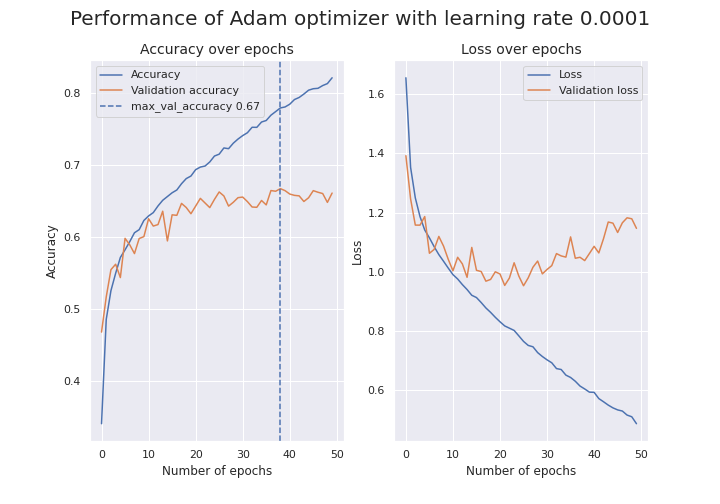 Performance of Adam optimizer with learning rate 0.0001
Accuracy over epochs
Accuracy
Validation accuracy
max_val_accuracy 0.67
0.8
0.7
0.6
0.5
0.4
Accuracy
0
10
20
30
40
50
Number of epochs
Loss over epochs
Loss
Validation loss
1.6
1.4
1.2
1.0
0.8
0.6
Loss
0
10
20
30
40
50
Number of epochs